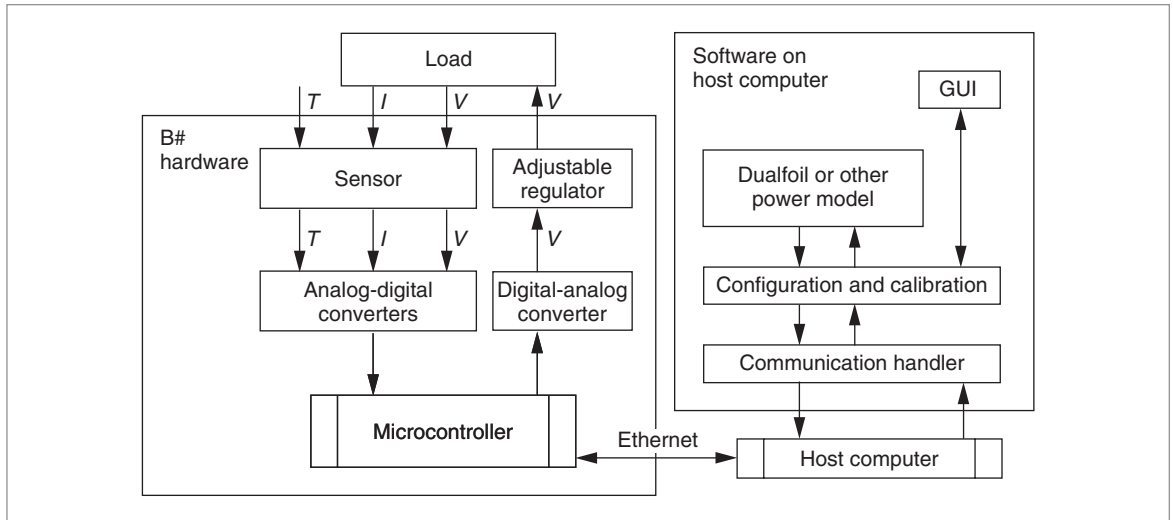 Load
T
I
V
V
B#
hardware
Sensor
Adjustable
regulator
T
I
V
V
Analog-digital
converters
Digital-analog
converter
Microcontroller
Ethernet
Software on
host computer
GUI
Dualfoil or other
power model
Configuration and calibration
Communication handler
Host computer